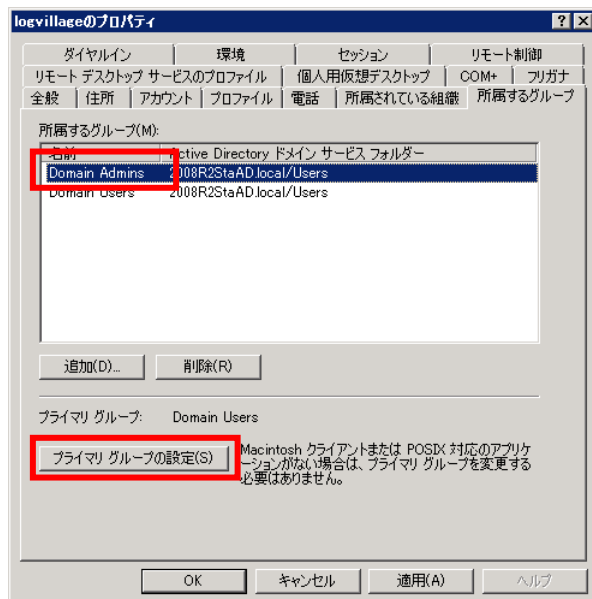 logvillageのプロパティ
ダイヤルイン 環境 セッション リモート制御
リモート デスクトップ サービスのプロファイル 個人用仮想デスクトップ COM+ フリガナ
全般 住所 アカウント プロファイル 電話 所属されている組織 所属するグループ
所属するグループ(M):
名前 Active Directory ドメイン サービス フォルダー
Domain Admins 2008R2StaAD.local/Users
Domain Users 2008R2StaAD.local/Users
追加(D)... 削除(R)
プライマリ グループ: Domain Users
プライマリ グループの設定(S)
Macintosh クライアントまたは POSIX 対応のアプリケ
ーションがない場合は、プライマリ グループを変更する
必要はありません。
OK キャンセル 適用(A) ヘルプ